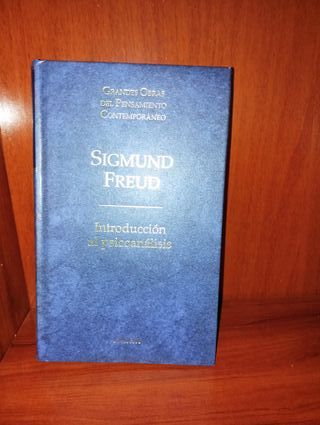 GRANDES OBRAS
DEL PENSAMIENTO
CONTEMPORÁNEO
SIGMUND
FREUD
Introducción
al psicoanálisis